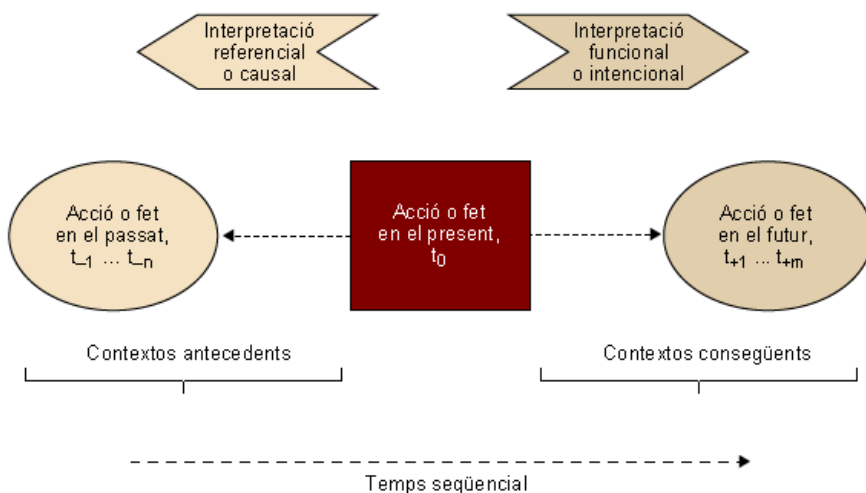 Interpretació
referencial
o causal
Interpretació
funcional
o intencional
Acció o fet
en el passat,
t–1 ... t–n
Acció o fet
en el present,
t0
Acció o fet
en el futur,
t+1 ... t+m
Contextos antecedents
Contextos consegüents
Temps seqüencial